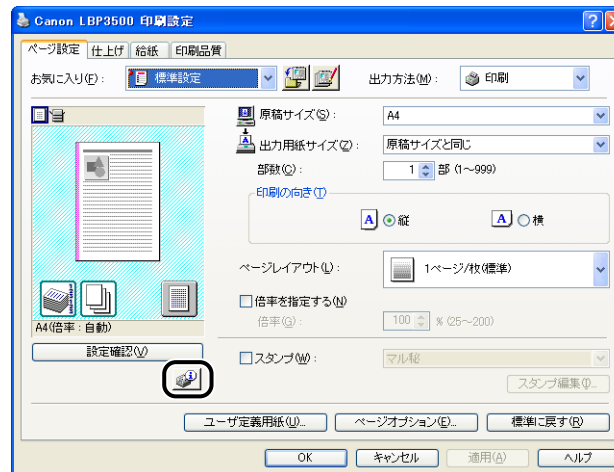 Canon LBP3500 印刷設定
ページ設定 仕上げ 給紙 印刷品質
お気に入り(F): 標準設定 出力方法(M): 印刷
原稿サイズ(S): A4
出力用紙サイズ(Z): 原稿サイズと同じ
部数(C): 1 部 (1~999)
印刷の向き(T)
A 縦 A 横
ページレイアウト(L): 1ページ/枚(標準)
倍率を指定する(N)
倍率(G): 100 % (25~200)
A4(倍率:自動)
設定確認(V)
スタンプ(W): マル秘
スタンプ編集(I)...
ユーザ定義用紙(U)... ページオプション(E)... 標準に戻す(R)
OK キャンセル 適用(A) ヘルプ